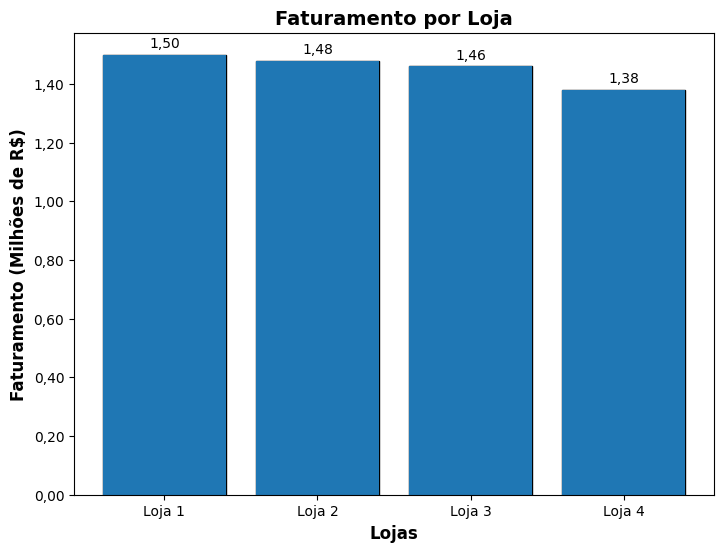 Faturamento por Loja
1,50
1,48
1,46
1,38
Faturamento (Milhões de R$)
1,40
1,20
1,00
0,80
0,60
0,40
0,20
0,00
Loja 1
Loja 2
Loja 3
Loja 4
Lojas